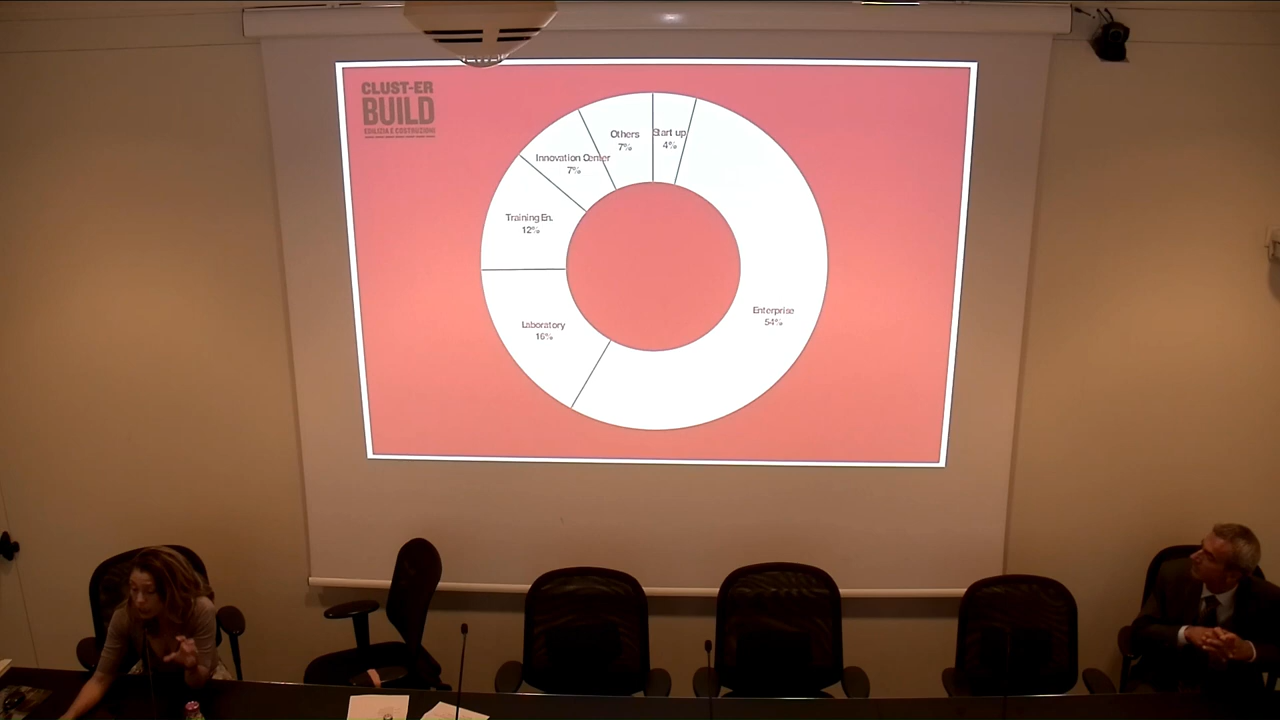 CLUST-ER
BUILD
EDILIZIA E COSTRUZIONI
Others
7%
Start up
4%
Innovation Center
7%
Training En.
12%
Enterprise
54%
Laboratory
16%